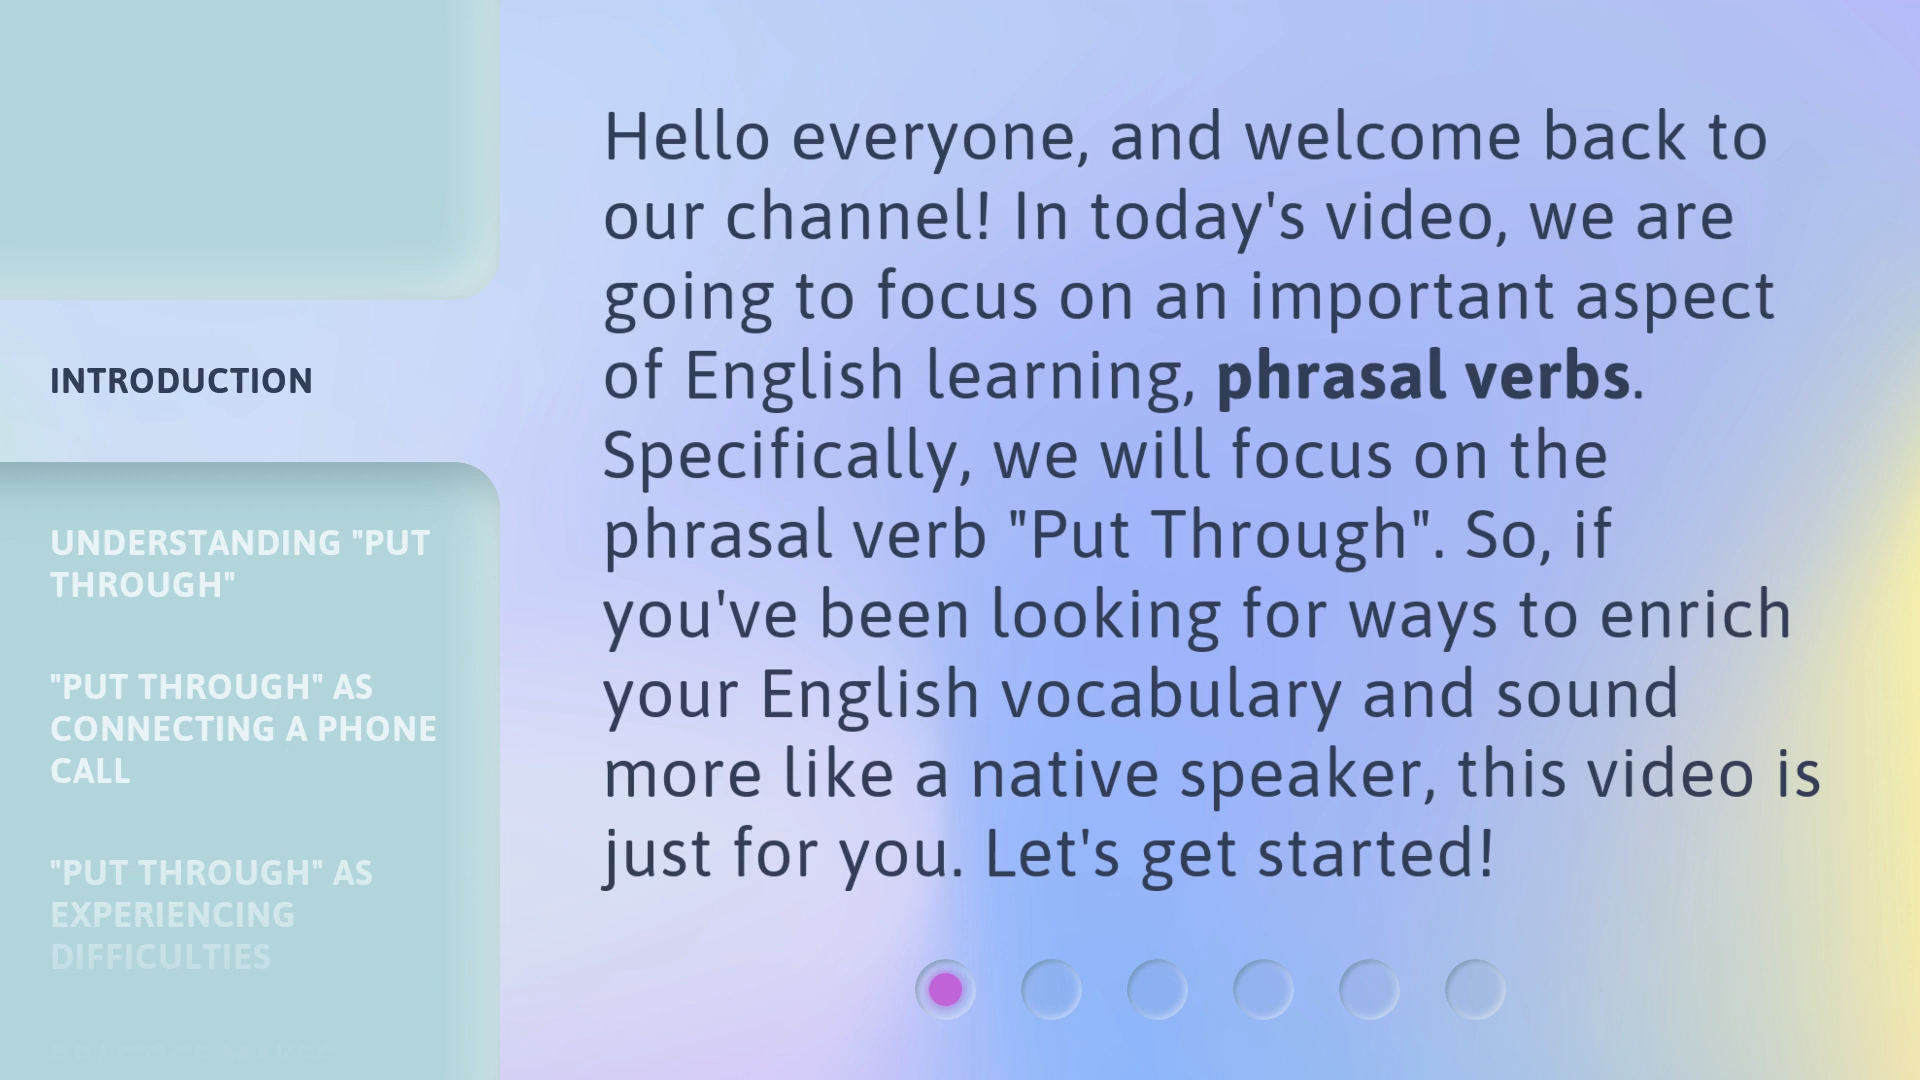 INTRODUCTION
UNDERSTANDING "PUT
THROUGH"
"PUT THROUGH" AS
CONNECTING A PHONE
CALL
"PUT THROUGH" AS
EXPERIENCING
DIFFICULTIES
Hello everyone, and welcome back to
our channel! In today's video, we are
going to focus on an important aspect
of English learning, phrasal verbs.
Specifically, we will focus on the
phrasal verb "Put Through". So, if
you've been looking for ways to enrich
your English vocabulary and sound
more like a native speaker, this video is
just for you. Let's get started!